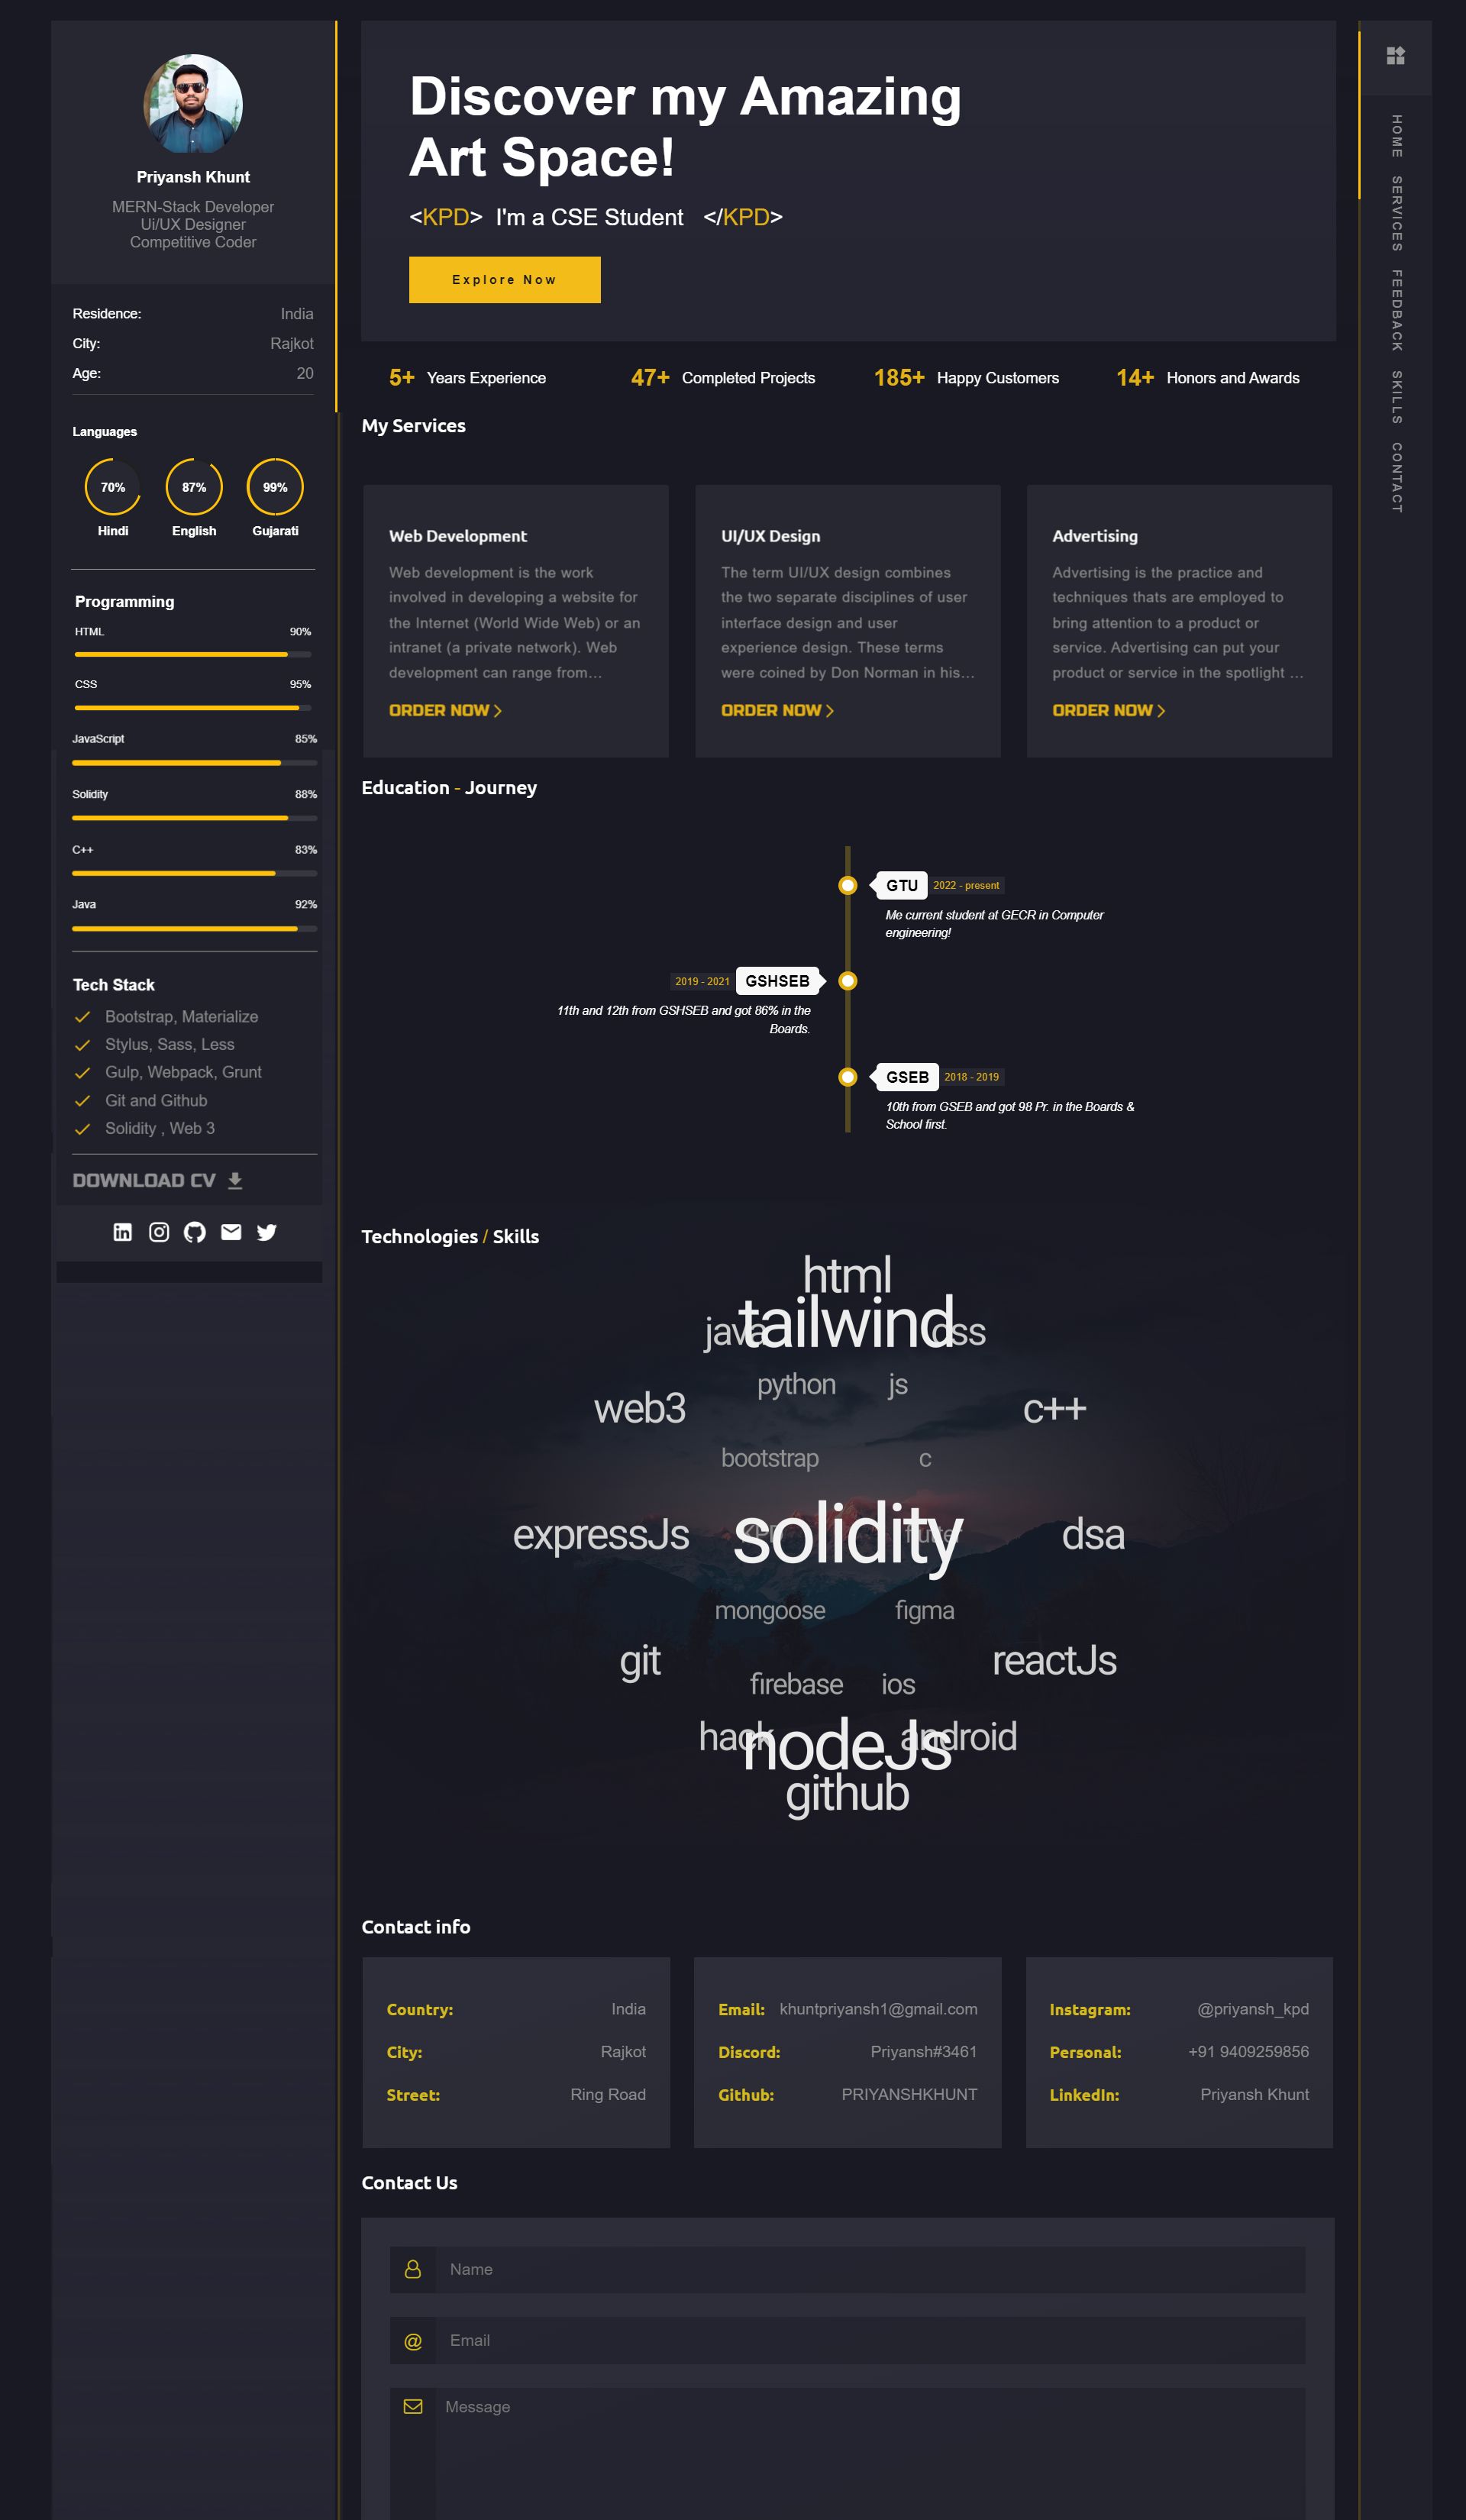 Priyansh Khunt
MERN-Stack Developer
Ui/UX Designer
Competitive Coder
Residence: India
City: Rajkot
Age: 20
Languages
70% 87% 99%
Hindi English Gujarati
Programming
HTML 90%
CSS 95%
JavaScript 85%
Solidity 88%
C++ 83%
Java 92%
Tech Stack
Bootstrap, Materialize
Stylus, Sass, Less
Gulp, Webpack, Grunt
Git and Github
Solidity , Web 3
DOWNLOAD CV
Discover my Amazing
Art Space!
<KPD> I'm a CSE Student </KPD>
Explore Now
5+ Years Experience 47+ Completed Projects 185+ Happy Customers 14+ Honors and Awards
My Services
Web Development
Web development is the work
involved in developing a website for
the Internet (World Wide Web) or an
intranet (a private network). Web
development can range from...
ORDER NOW
UI/UX Design
The term UI/UX design combines
the two separate disciplines of user
interface design and user
experience design. These terms
were coined by Don Norman in his...
ORDER NOW
Advertising
Advertising is the practice and
techniques thats are employed to
bring attention to a product or
service. Advertising can put your
product or service in the spotlight ...
ORDER NOW
Education - Journey
GTU 2022 - present
Me current student at GECR in Computer
engineering!
2019 - 2021 GSHSEB
11th and 12th from GSHSEB and got 86% in the
Boards.
GSEB 2018 - 2019
10th from GSEB and got 98 Pr. in the Boards &
School first.
Technologies / Skills
html
tailwind
java css
python js
web3 c++
bootstrap c
expressJs KPD solidity flutter dsa
mongoose figma
git reactJs
firebase ios
hack nodeJs android
github
Contact info
Country: India
City: Rajkot
Street: Ring Road
Email: khuntpriyansh1@gmail.com
Discord: Priyansh#3461
Github: PRIYANSHKHUNT
Instagram: @priyansh_kpd
Personal: +91 9409259856
LinkedIn: Priyansh Khunt
Contact Us
Name
@ Email
Message
HOME
SERVICES
FEEDBACK
SKILLS
CONTACT